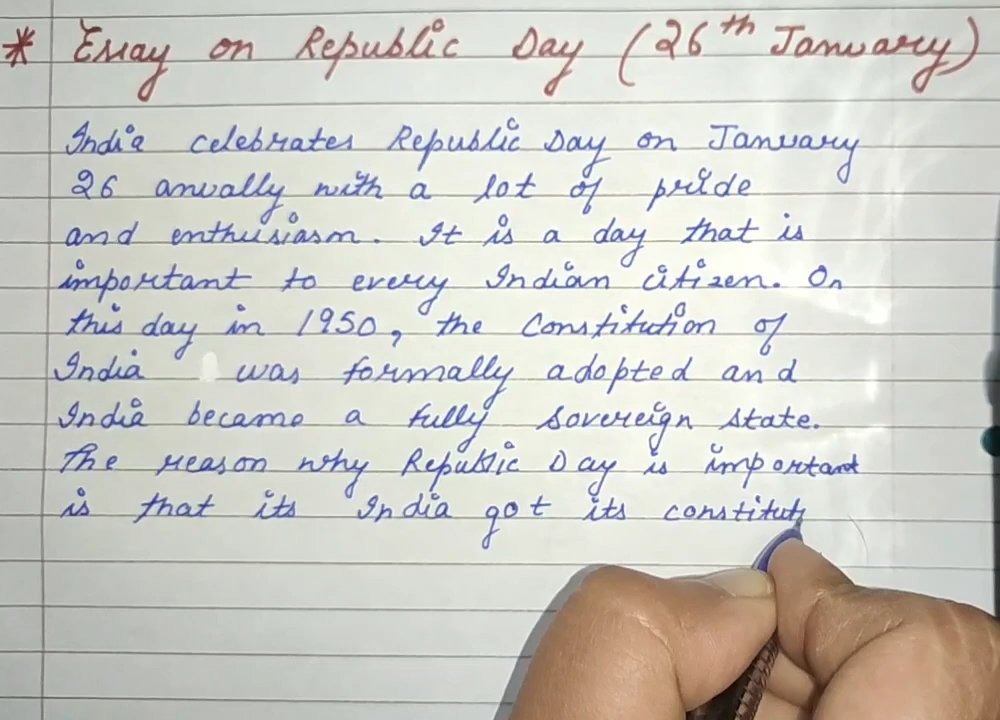 * Essay on Republic Day (26th January)
India celebrates Republic Day on January
26 anually with a lot of pride
and enthusiasm. It is a day that is
important to every Indian citizen. On
this day in 1950, the Constitution of
India was formally adopted and
India became a fully sovereign state.
The reason why Republic Day is important
is that its India got its constitut